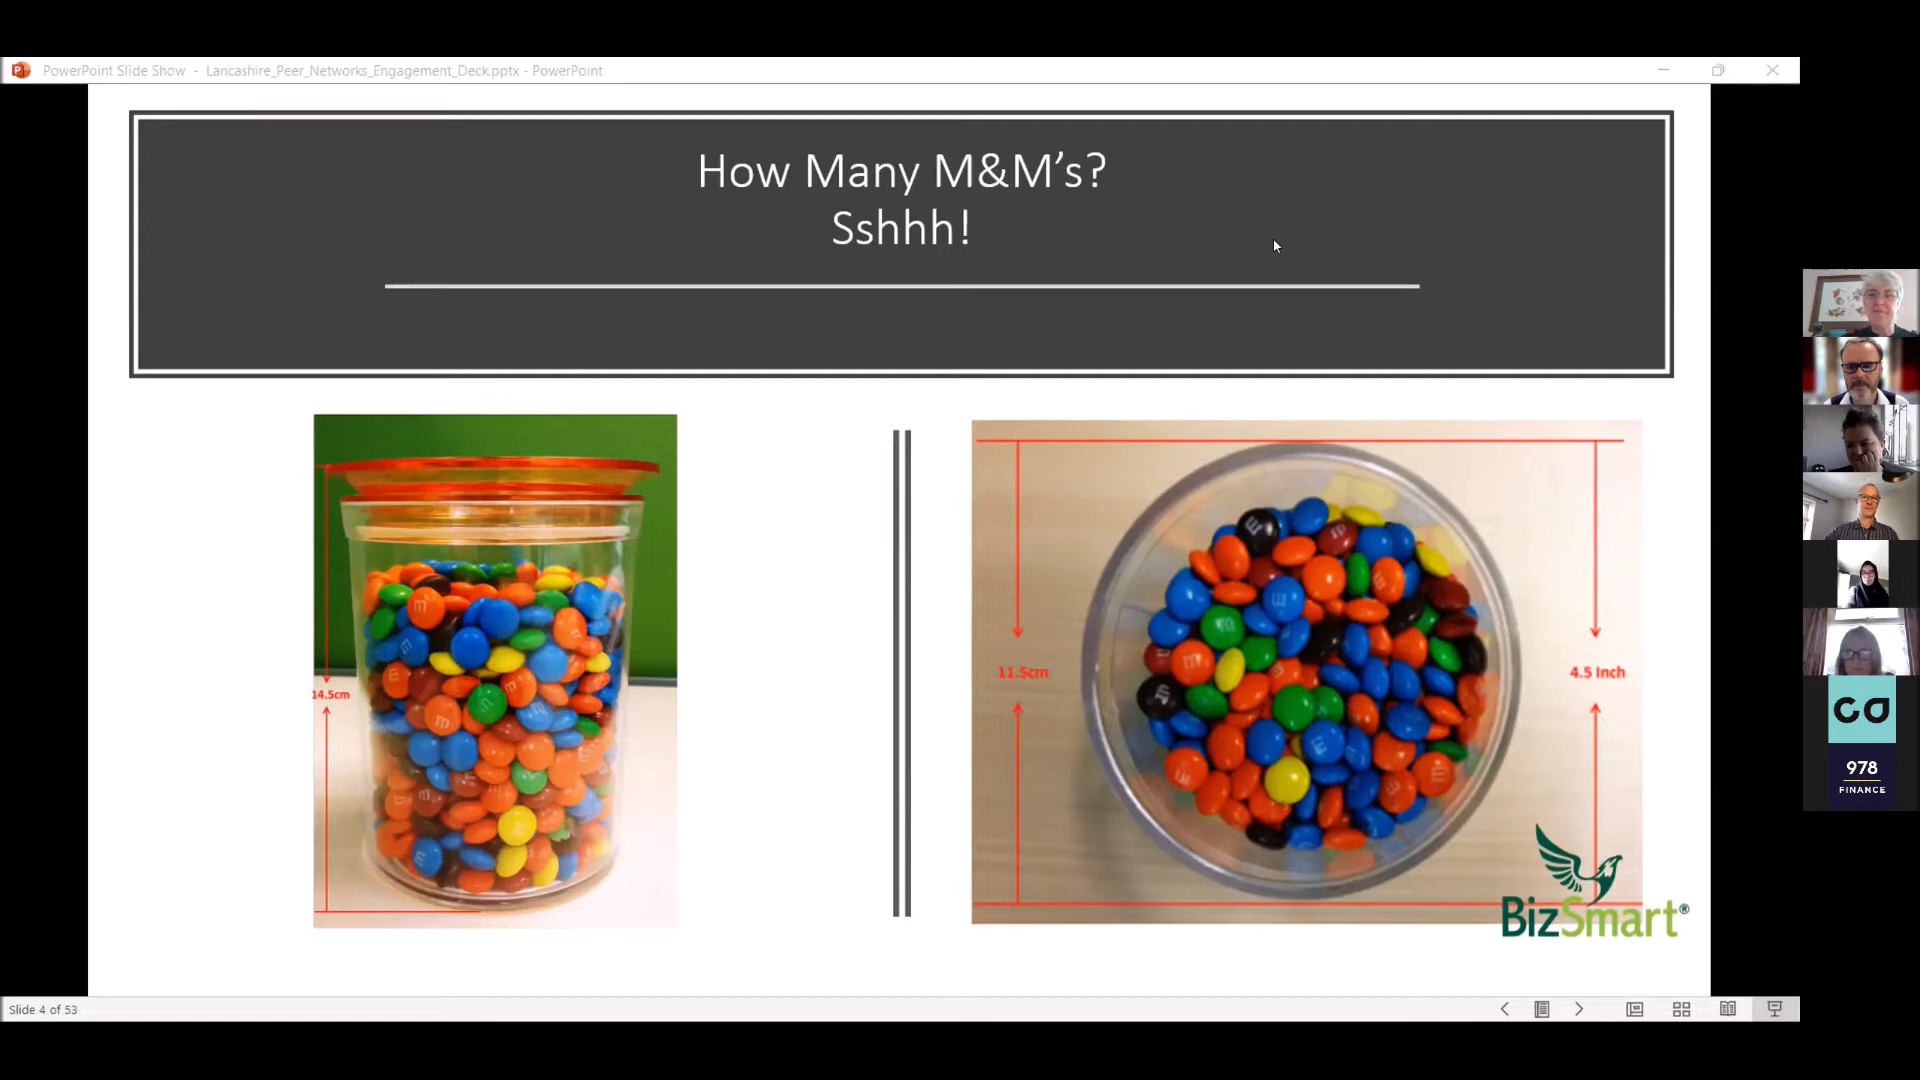 PowerPoint Slide Show - Lancashire_Peer_Networks_Engagement_Deck.pptx - PowerPoint
How Many M&M’s?
Sshhh!
14.5cm
11.5cm
4.5 Inch
BizSmart®
CO
978
FINANCE
Slide 4 of 53